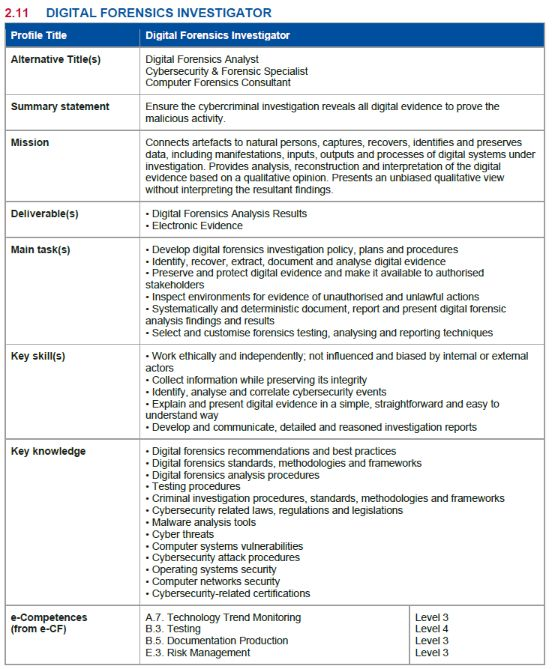 2.11 DIGITAL FORENSICS INVESTIGATOR
Profile Title Digital Forensics Investigator
Alternative Title(s) Digital Forensics Analyst
Cybersecurity & Forensic Specialist
Computer Forensics Consultant
Summary statement Ensure the cybercriminal investigation reveals all digital evidence to prove the
malicious activity.
Mission Connects artefacts to natural persons, captures, recovers, identifies and preserves
data, including manifestations, inputs, outputs and processes of digital systems under
investigation. Provides analysis, reconstruction and interpretation of the digital
evidence based on a qualitative opinion. Presents an unbiased qualitative view
without interpreting the resultant findings.
Deliverable(s) • Digital Forensics Analysis Results
• Electronic Evidence
Main task(s) • Develop digital forensics investigation policy, plans and procedures
• Identify, recover, extract, document and analyse digital evidence
• Preserve and protect digital evidence and make it available to authorised
stakeholders
• Inspect environments for evidence of unauthorised and unlawful actions
• Systematically and deterministic document, report and present digital forensic
analysis findings and results
• Select and customise forensics testing, analysing and reporting techniques
Key skill(s) • Work ethically and independently; not influenced and biased by internal or external
actors
• Collect information while preserving its integrity
• Identify, analyse and correlate cybersecurity events
• Explain and present digital evidence in a simple, straightforward and easy to
understand way
• Develop and communicate, detailed and reasoned investigation reports
Key knowledge • Digital forensics recommendations and best practices
• Digital forensics standards, methodologies and frameworks
• Digital forensics analysis procedures
• Testing procedures
• Criminal investigation procedures, standards, methodologies and frameworks
• Cybersecurity related laws, regulations and legislations
• Malware analysis tools
• Cyber threats
• Computer systems vulnerabilities
• Cybersecurity attack procedures
• Operating systems security
• Computer networks security
• Cybersecurity-related certifications
e-Competences A.7. Technology Trend Monitoring Level 3
(from e-CF) B.3. Testing Level 4
B.5. Documentation Production Level 3
E.3. Risk Management Level 3